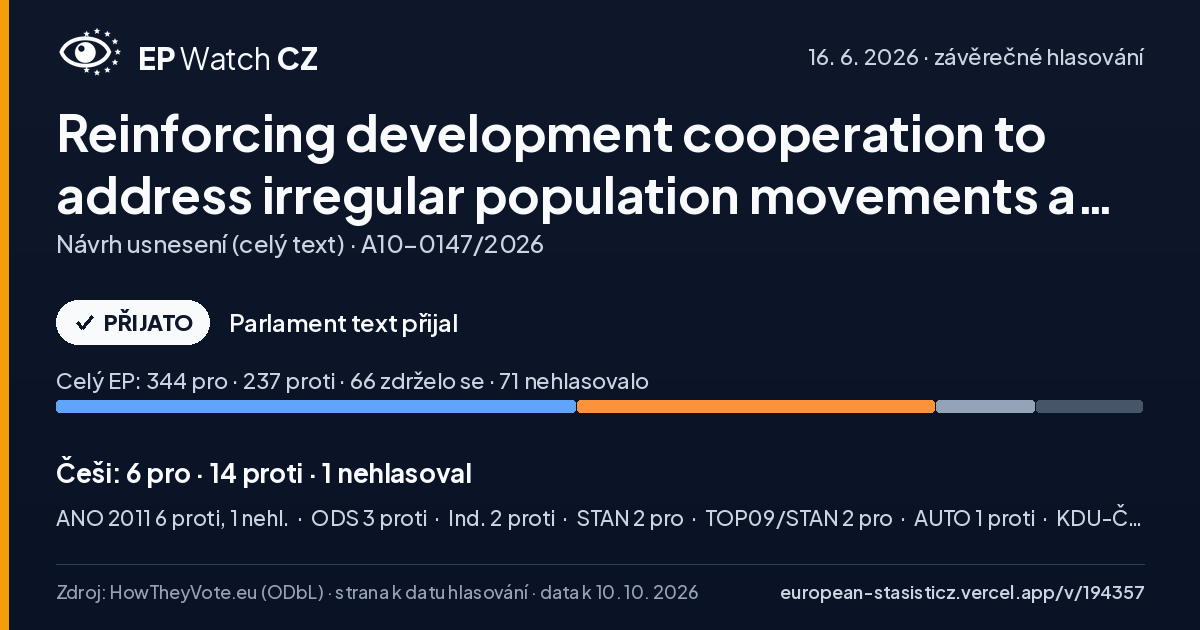 EP Watch CZ
16. 6. 2026 · závěrečné hlasování
Reinforcing development cooperation to
address irregular population movements a…
Návrh usnesení (celý text) · A10-0147/2026
✓ PŘIJATO
Parlament text přijal
Celý EP: 344 pro · 237 proti · 66 zdrželo se · 71 nehlasovalo
Češi: 6 pro · 14 proti · 1 nehlasoval
ANO 2011 6 proti, 1 nehl. · ODS 3 proti · Ind. 2 proti · STAN 2 pro · TOP09/STAN 2 pro · AUTO 1 proti · KDU-Č…
Zdroj: HowTheyVote.eu (ODbL) · strana k datu hlasování · data k 10. 10. 2026
european-stasisticz.vercel.app/v/194357